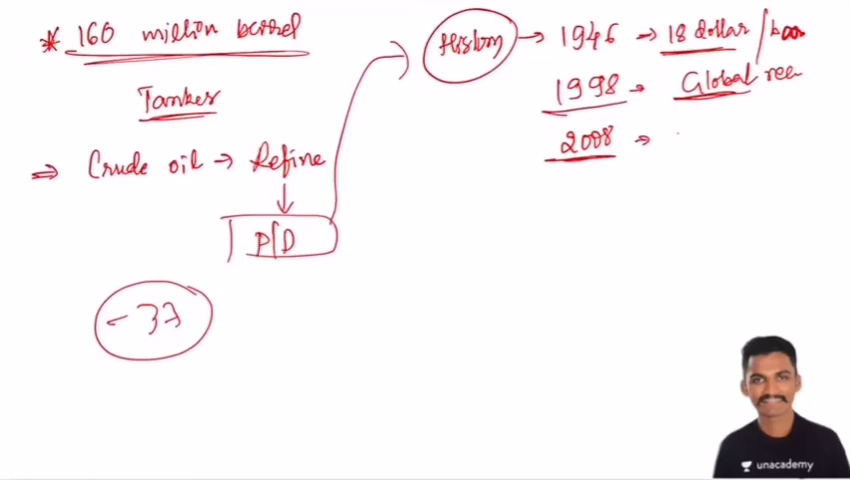 * 160 million barrel
Tanker
⇒ Crude oil → Refine
P/D
- 37
History → 1946 → 18 dollar /
1998 → Global
2008 →
unacademy